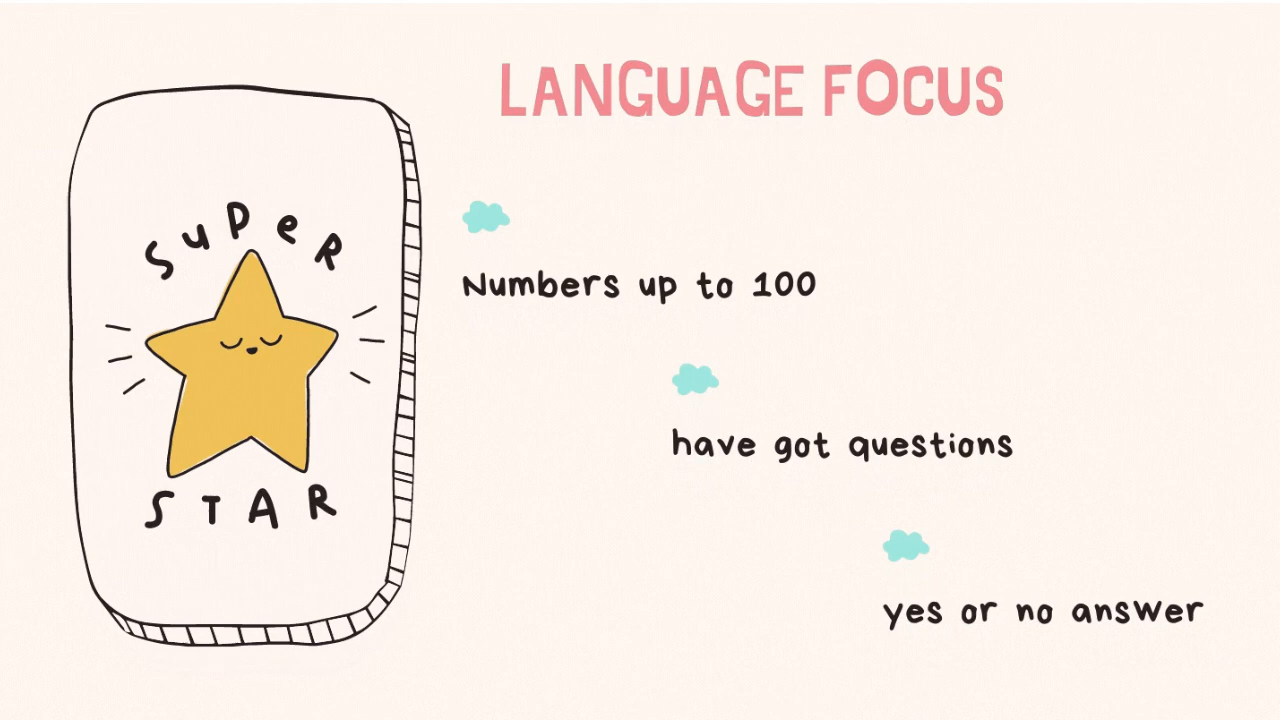 LANGUAGE FOCUS
SUPER
STAR
Numbers up to 100
have got questions
yes or no answer